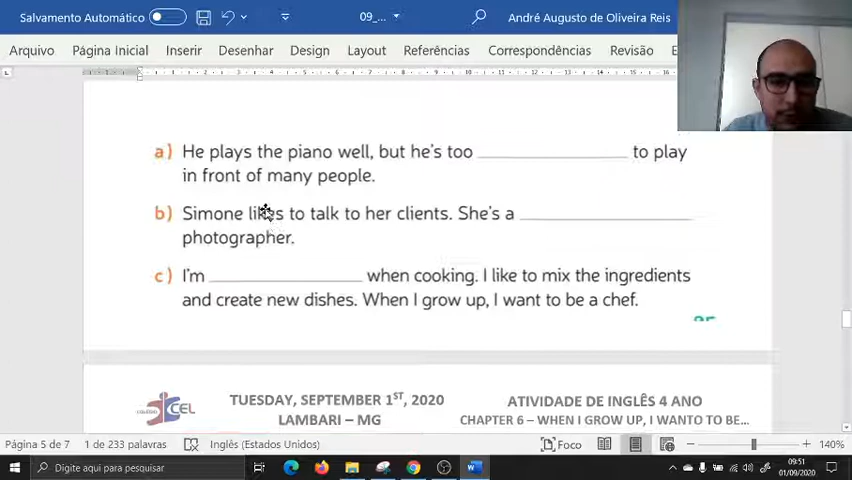 Salvamento Automático
09_...
André Augusto de Oliveira Reis
Arquivo Página Inicial Inserir Desenhar Design Layout Referências Correspondências Revisão
a) He plays the piano well, but he's too ____________ to play
in front of many people.
b) Simone likes to talk to her clients. She's a ____________
photographer.
c) I'm ____________ when cooking. I like to mix the ingredients
and create new dishes. When I grow up, I want to be a chef.
TUESDAY, SEPTEMBER 1ST, 2020
LAMBARI – MG
ATIVIDADE DE INGLÊS 4 ANO
CHAPTER 6 – WHEN I GROW UP, I WANTO TO BE...
Página 5 de 7 1 de 233 palavras Inglês (Estados Unidos) Foco 140%
Digite aqui para pesquisar
09:51
01/09/2020